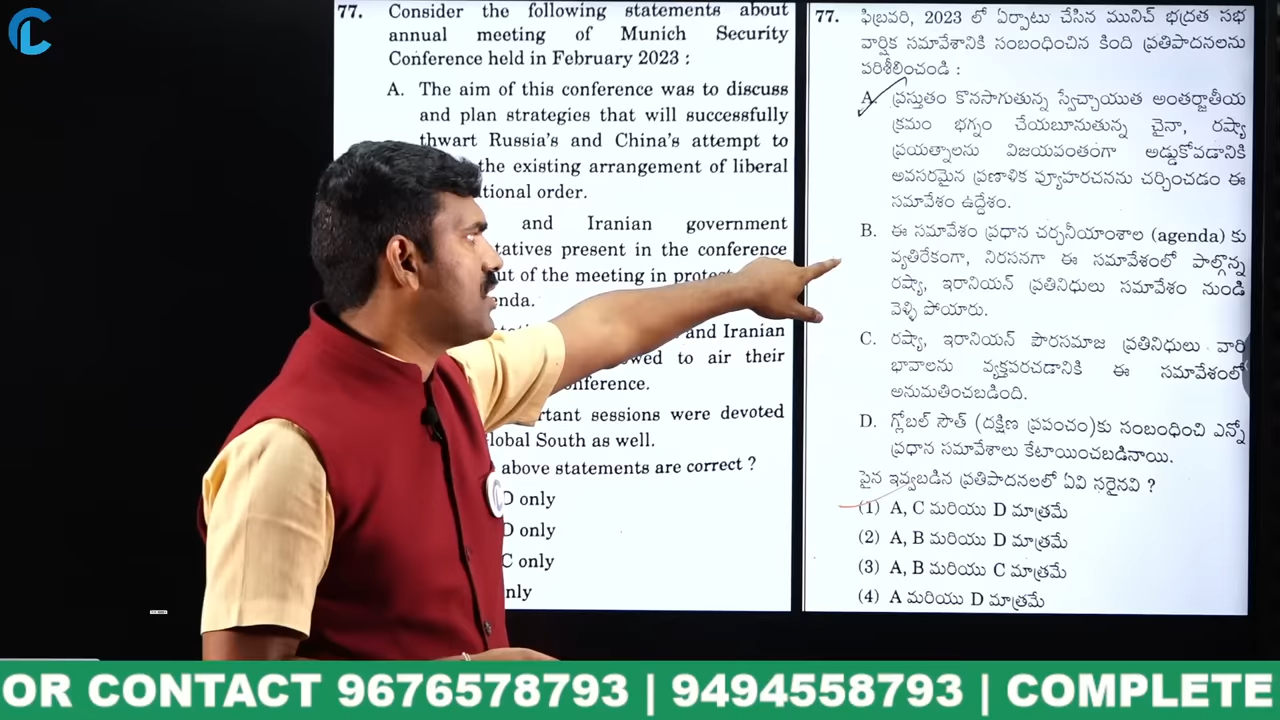 77. Consider the following statements about
annual meeting of Munich Security
Conference held in February 2023 :
A. The aim of this conference was to discuss
and plan strategies that will successfully
thwart Russia's and China's attempt to
the existing arrangement of liberal
order.
and Iranian government
present in the conference
of the meeting in
and Iranian
to air their
sessions were devoted
South as well.
above statements are correct ?
D only
D only
C only
77. ఫిబ్రవరి, 2023 లో ఏర్పాటు చేసిన మునిచ్ భద్రత సభ
వార్షిక సమావేశానికి సంబంధించిన కింది ప్రతిపాదనలను
పరిశీలించండి :
A. ప్రస్తుతం కొనసాగుతున్న స్వేచ్ఛాయుత అంతర్జాతీయ
క్రమం భగ్నం చేయబూనుతున్న చైనా, రష్యా
ప్రయత్నాలను విజయవంతంగా అడ్డుకోవడానికి
అవసరమైన ప్రణాళిక వ్యూహరచనను చర్చించడం ఈ
సమావేశం ఉద్దేశం.
B. ఈ సమావేశం ప్రధాన చర్చనీయాంశాల (agenda) కు
వ్యతిరేకంగా, నిరసనగా ఈ సమావేశంలో పాల్గొన్న
రష్యా, ఇరానియన్ ప్రతినిధులు సమావేశం నుండి
వెళ్ళి పోయారు.
C. రష్యా, ఇరానియన్ పౌరసమాజ ప్రతినిధులు వారి
భావాలను వ్యక్తపరచడానికి ఈ సమావేశంలో
అనుమతించబడింది.
D. గ్లోబల్ సౌత్ (దక్షిణ ప్రపంచం)కు సంబంధించి ఎన్నో
ప్రధాన సమావేశాలు కేటాయించబడినాయి.
పైన ఇవ్వబడిన ప్రతిపాదనలలో ఏవి సరైనవి ?
(1) A, C మరియు D మాత్రమే
(2) A, B మరియు D మాత్రమే
(3) A, B మరియు C మాత్రమే
(4) A మరియు D మాత్రమే
OR CONTACT 9676578793 | 9494558793 | COMPLETE